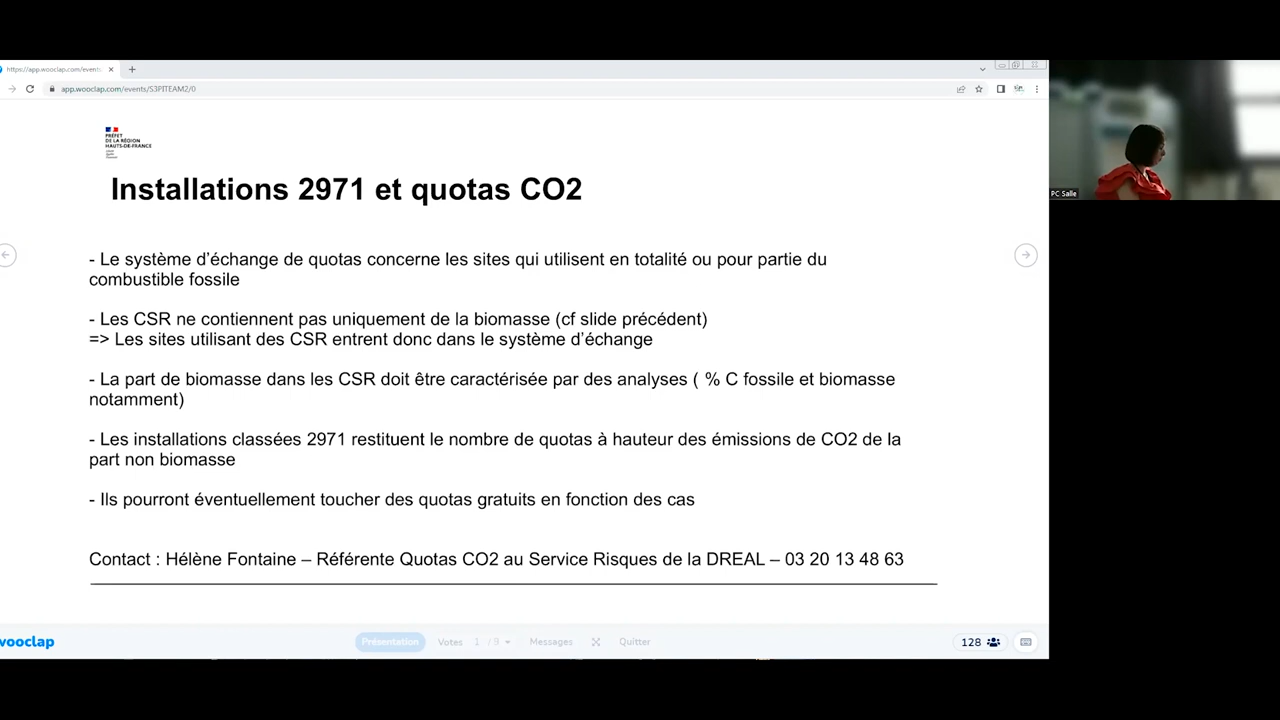 https://app.wooclap.com/events
app.wooclap.com/events/S3PITEAM2/0
PRÉFET
DE LA RÉGION
HAUTS-DE-FRANCE
Installations 2971 et quotas CO2
- Le système d'échange de quotas concerne les sites qui utilisent en totalité ou pour partie du
combustible fossile
- Les CSR ne contiennent pas uniquement de la biomasse (cf slide précédent)
=> Les sites utilisant des CSR entrent donc dans le système d'échange
- La part de biomasse dans les CSR doit être caractérisée par des analyses ( % C fossile et biomasse
notamment)
- Les installations classées 2971 restituent le nombre de quotas à hauteur des émissions de CO2 de la
part non biomasse
- Ils pourront éventuellement toucher des quotas gratuits en fonction des cas
Contact : Hélène Fontaine – Référente Quotas CO2 au Service Risques de la DREAL – 03 20 13 48 63
wooclap
Présentation Votes 1 / 9 Messages Quitter
128
PC Salle